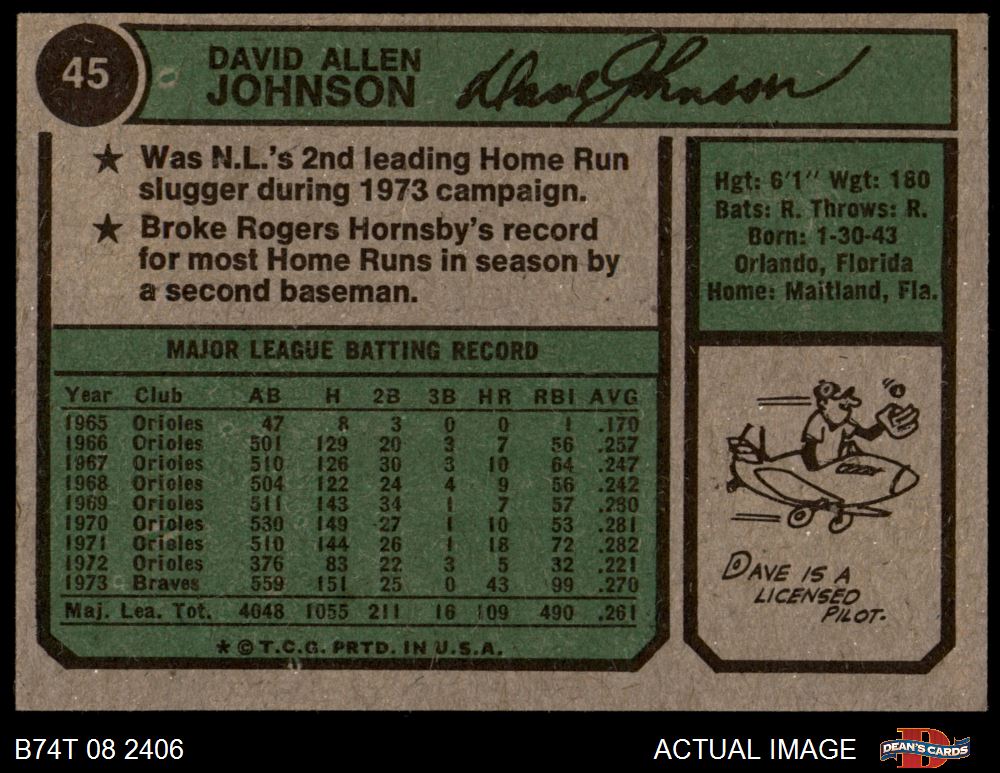 45
DAVID ALLEN
JOHNSON
Dave Johnson
★ Was N.L.'s 2nd leading Home Run
slugger during 1973 campaign.
★ Broke Rogers Hornsby's record
for most Home Runs in season by
a second baseman.
Hgt: 6'1" Wgt: 180
Bats: R. Throws: R.
Born: 1-30-43
Orlando, Florida
Home: Maitland, Fla.
MAJOR LEAGUE BATTING RECORD
Year Club AB H 2B 3B HR RBI AVG
1965 Orioles 47 8 3 0 0 1 .170
1966 Orioles 501 129 20 3 7 56 .257
1967 Orioles 510 126 30 3 10 64 .247
1968 Orioles 504 122 24 4 9 56 .242
1969 Orioles 511 143 34 1 7 57 .280
1970 Orioles 530 149 27 1 10 53 .281
1971 Orioles 510 144 26 1 18 72 .282
1972 Orioles 376 83 22 3 5 32 .221
1973 Braves 559 151 25 0 43 99 .270
Maj. Lea. Tot. 4048 1055 211 16 109 490 .261
★ © T.C.G. PRTD. IN U.S.A.
DAVE IS A
LICENSED
PILOT.
B74T 08 2406
ACTUAL IMAGE
DEAN'S CARDS